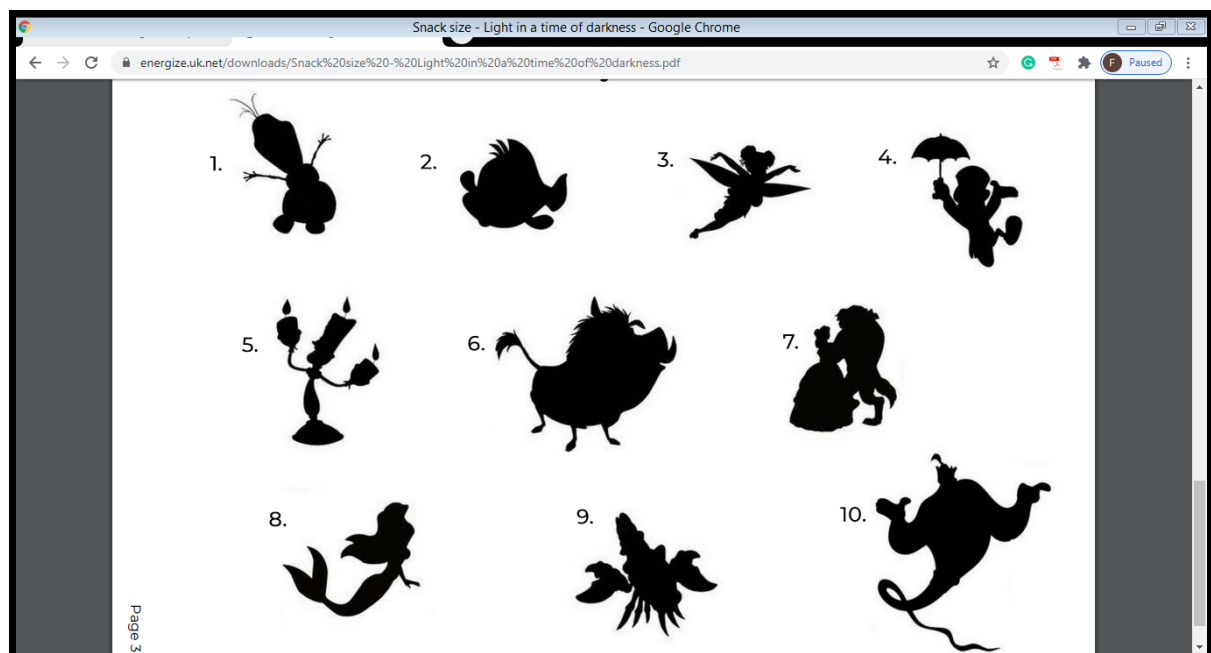 Snack size - Light in a time of darkness - Google Chrome
energize.uk.net/downloads/Snack%20size%20-%20Light%20in%20a%20time%20of%20darkness.pdf
F Paused
1.
2.
3.
4.
5.
6.
7.
8.
9.
10.
Page 3